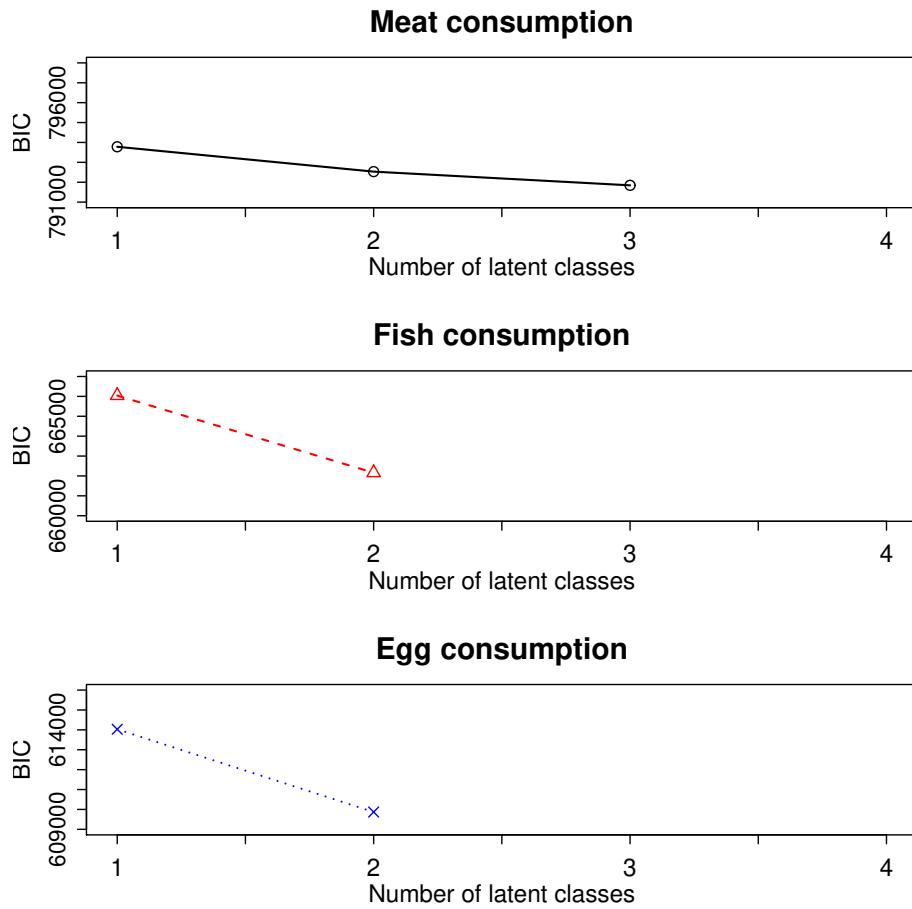 Meat consumption
BIC
796000
791000
1 2 3 4
Number of latent classes
Fish consumption
BIC
665000
660000
1 2 3 4
Number of latent classes
Egg consumption
BIC
614000
609000
1 2 3 4
Number of latent classes